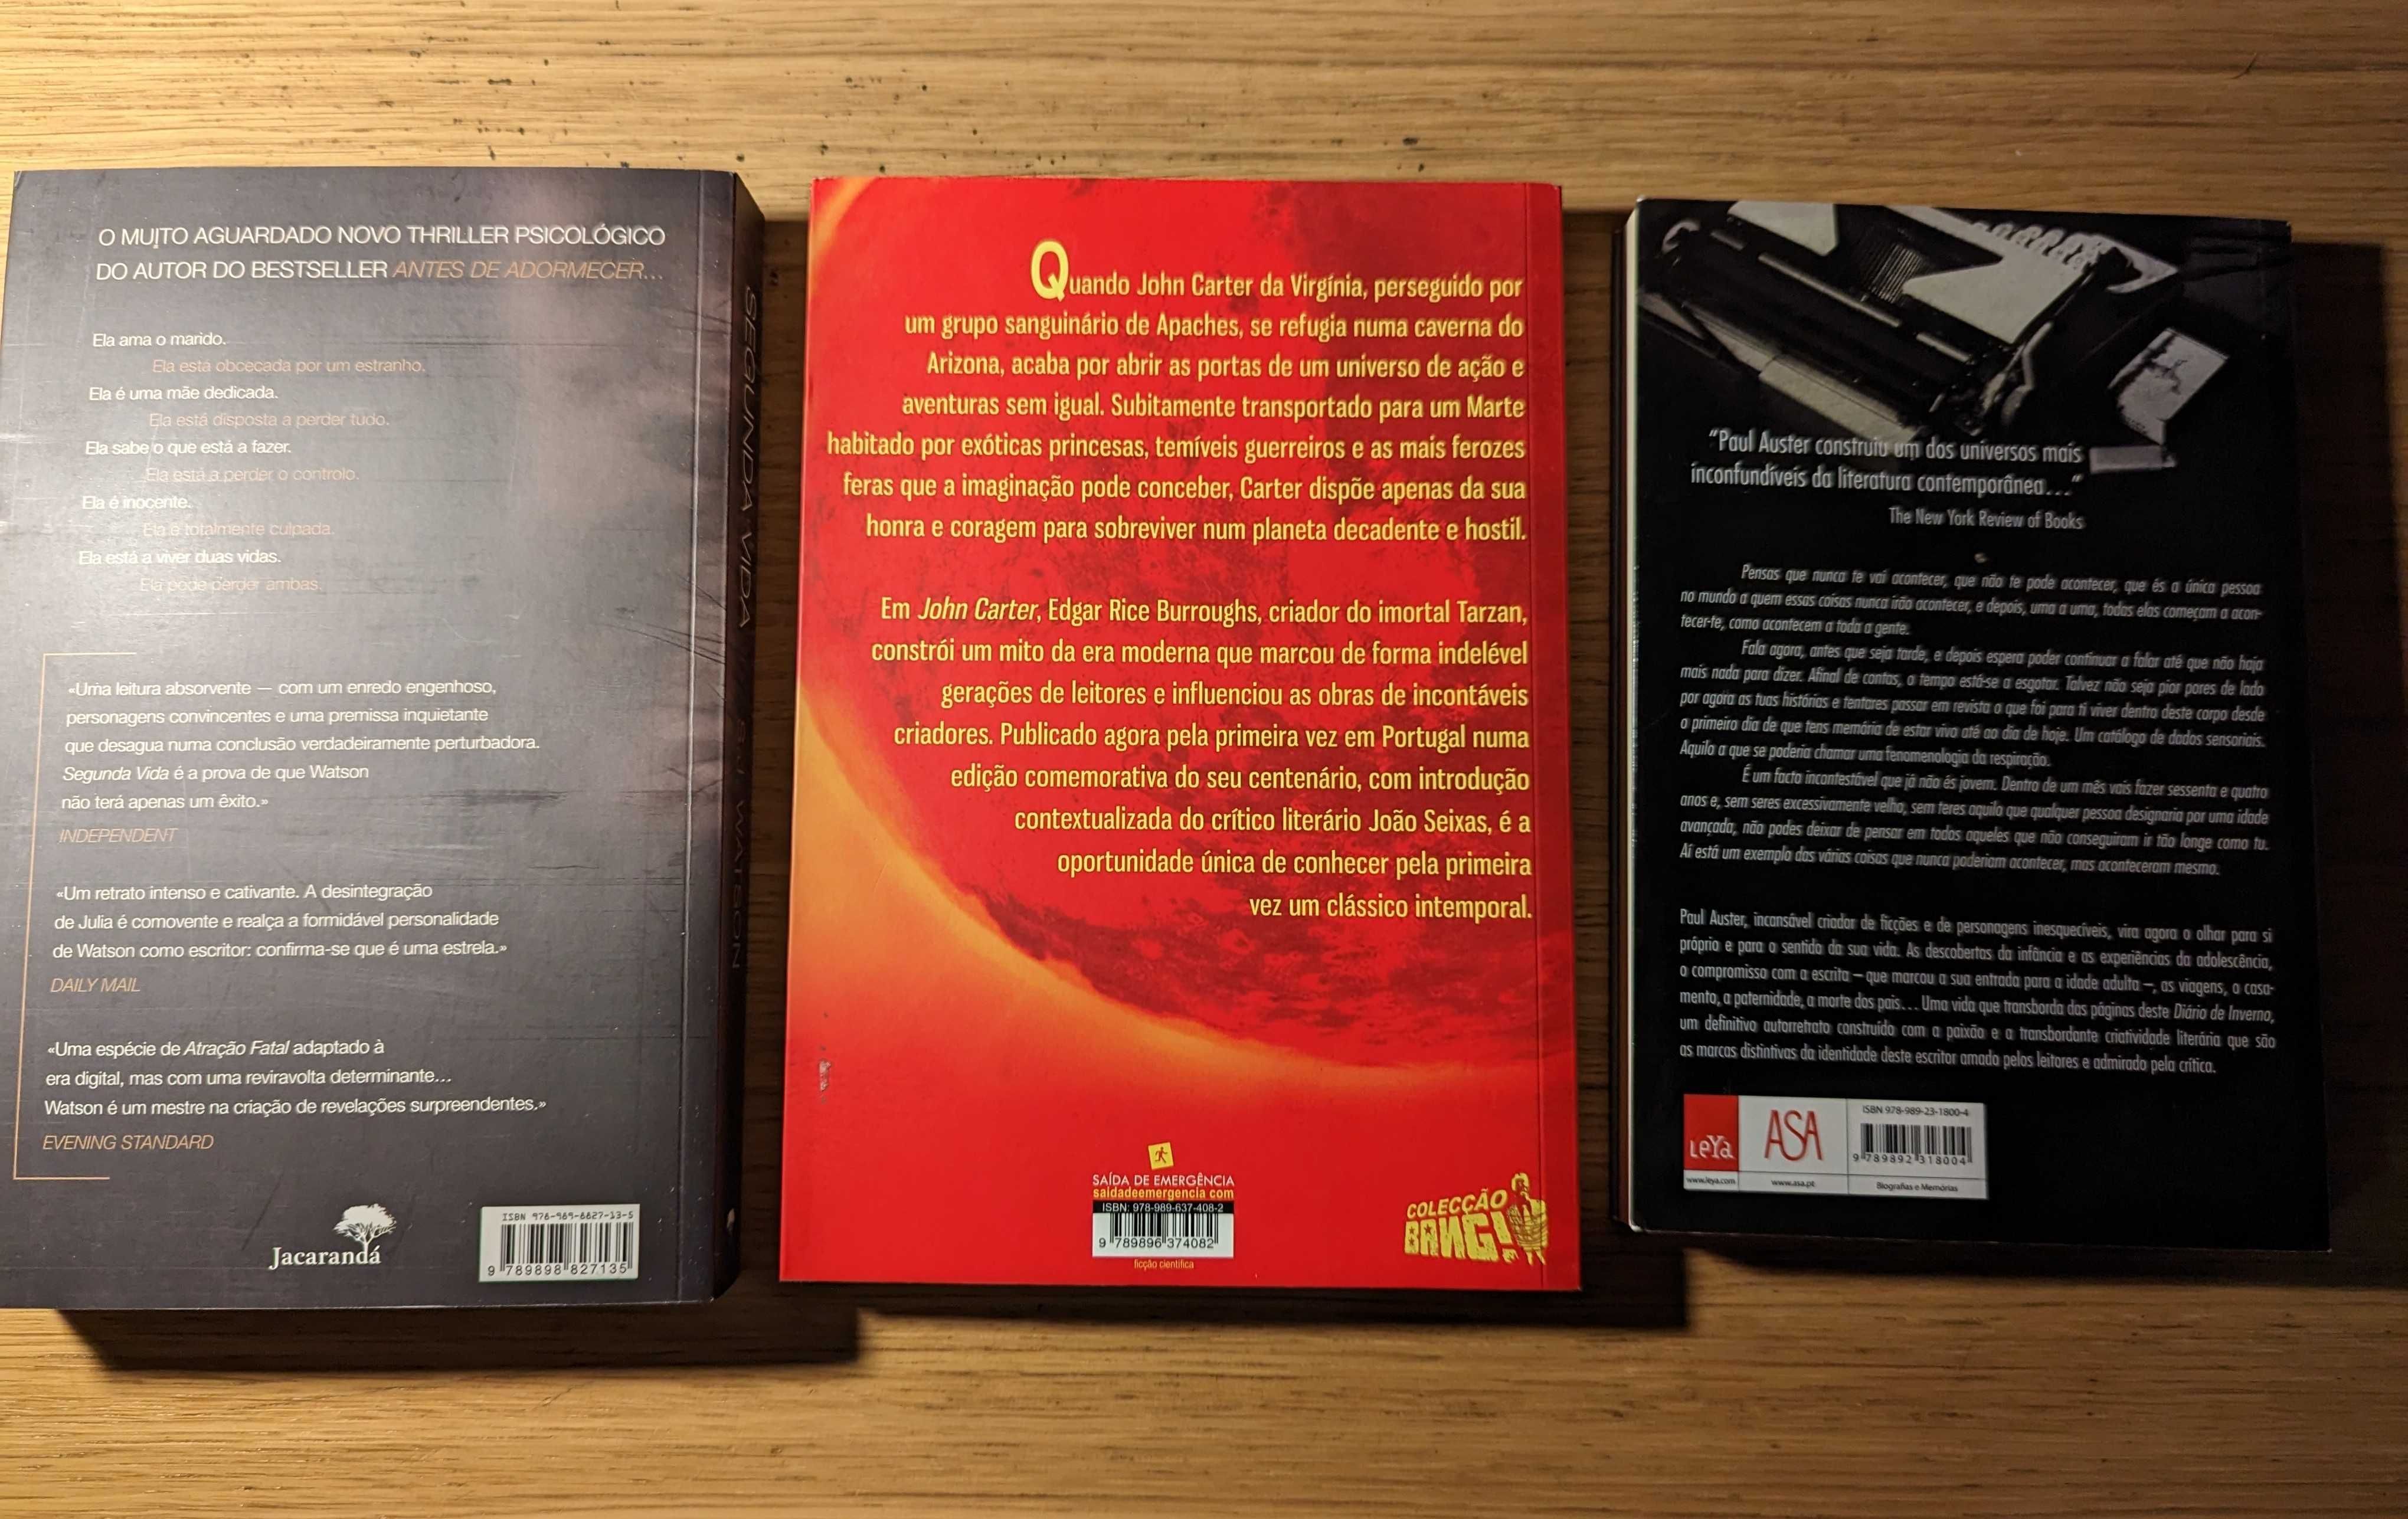 O MUITO AGUARDADO NOVO THRILLER PSICOLÓGICO
DO AUTOR DO BESTSELLER ANTES DE ADORMECER...
Ela ama o marido.
Ela está obcecada por um estranho.
Ela é uma mãe dedicada.
Ela está disposta a perder tudo.
Ela sabe o que está a fazer.
Ela está a perder o controlo.
Ela é inocente.
Ela é totalmente culpada.
Ela está a viver duas vidas.
Ela pode perder ambas.
«Uma leitura absorvente — com um enredo engenhoso,
personagens convincentes e uma premissa inquietante
que desagua numa conclusão verdadeiramente perturbadora.
Segunda Vida é a prova de que Watson
não terá apenas um êxito.»
INDEPENDENT
«Um retrato intenso e cativante. A desintegração
de Julia é comovente e realça a formidável personalidade
de Watson como escritor: confirma-se que é uma estrela.»
DAILY MAIL
«Uma espécie de Atração Fatal adaptado à
era digital, mas com uma reviravolta determinante...
Watson é um mestre na criação de revelações surpreendentes.»
EVENING STANDARD
Jacarandá
ISBN 978-989-8827-13-5
9 789898 827135
SEGUNDA VIDA
S. J. WATSON
Quando John Carter da Virgínia, perseguido por
um grupo sanguinário de Apaches, se refugia numa caverna do
Arizona, acaba por abrir as portas de um universo de ação e
aventuras sem igual. Subitamente transportado para um Marte
habitado por exóticas princesas, temíveis guerreiros e as mais ferozes
feras que a imaginação pode conceber, Carter dispõe apenas da sua
honra e coragem para sobreviver num planeta decadente e hostil.
Em John Carter, Edgar Rice Burroughs, criador do imortal Tarzan,
constrói um mito da era moderna que marcou de forma indelével
gerações de leitores e influenciou as obras de incontáveis
criadores. Publicado agora pela primeira vez em Portugal numa
edição comemorativa do seu centenário, com introdução
contextualizada do crítico literário João Seixas, é a
oportunidade única de conhecer pela primeira
vez um clássico intemporal.
SAÍDA DE EMERGÊNCIA
saidadeemergencia com
ISBN: 978-989-637-408-2
9 789896 374082
ficção científica
COLECÇÃO
BANG!
"Paul Auster construiu um dos universos mais
inconfundíveis da literatura contemporânea..."
The New York Review of Books
Pensas que nunca te vai acontecer, que não te pode acontecer, que és a única pessoa
no mundo a quem essas coisas nunca irão acontecer, e depois, uma a uma, todas elas começam a acon-
tecer-te, como acontecem a toda a gente.
Fala agora, antes que seja tarde, e depois espera poder continuar a falar até que não haja
mais nada para dizer. Afinal de contas, o tempo está-se a esgotar. Talvez não seja pior pores de lado
por agora as tuas histórias e tentares passar em revista o que foi para ti viver dentro deste corpo desde
o primeiro dia de que tens memória de estar vivo até ao dia de hoje. Um catálogo de dados sensoriais.
Aquilo a que se poderia chamar uma fenomenologia da respiração.
É um facto incontestável que já não és jovem. Dentro de um mês vais fazer sessenta e quatro
anos e, sem seres excessivamente velho, sem teres aquilo que qualquer pessoa designaria por uma idade
avançada, não podes deixar de pensar em todos aqueles que não conseguiram ir tão longe como tu.
Aí está um exemplo das várias coisas que nunca poderiam acontecer, mas aconteceram mesmo.
Paul Auster, incansável criador de ficções e de personagens inesquecíveis, vira agora o olhar para si
próprio e para o sentido da sua vida. As descobertas da infância e as experiências da adolescência,
o compromisso com a escrita – que marcou a sua entrada para a idade adulta –, as viagens, o casa-
mento, a paternidade, a morte dos pais... Uma vida que transborda das páginas deste Diário de Inverno,
um definitivo autorretrato construído com a paixão e a transbordante criatividade literária que são
as marcas distintivas da identidade deste escritor amado pelos leitores e admirado pela crítica.
LeYa
www.leya.com
ASA
www.asa.pt
ISBN 978-989-23-1800-4
9 789892 318004
Biografias e Memórias